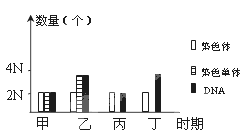 数量（个）
染色体
染色单体
DNA
4N
2N
甲 乙 丙 丁 时期